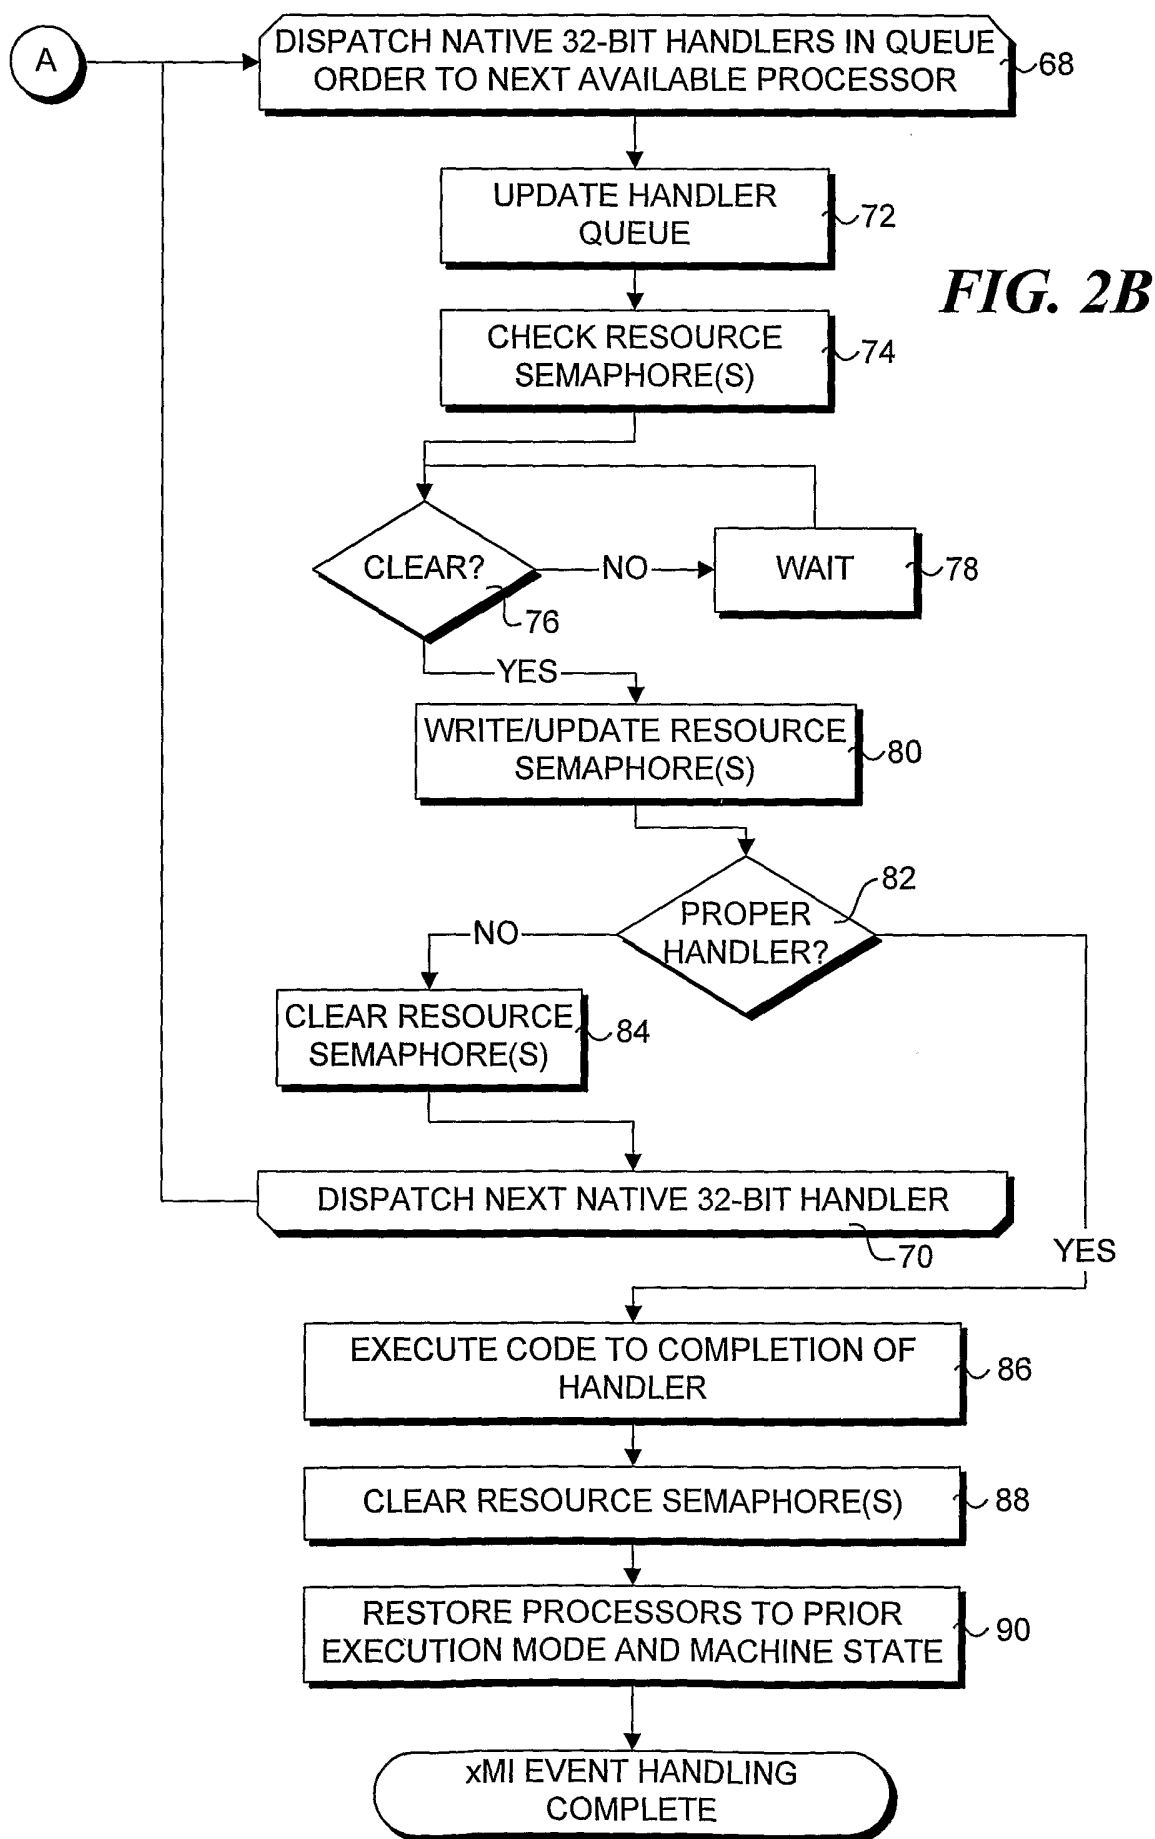 A
DISPATCH NATIVE 32-BIT HANDLERS IN QUEUE
ORDER TO NEXT AVAILABLE PROCESSOR
68
UPDATE HANDLER
QUEUE
72
FIG. 2B
CHECK RESOURCE
SEMAPHORE(S)
74
CLEAR?
76
NO
WAIT
78
YES
WRITE/UPDATE RESOURCE
SEMAPHORE(S)
80
PROPER
HANDLER?
82
NO
CLEAR RESOURCE
SEMAPHORE(S)
84
DISPATCH NEXT NATIVE 32-BIT HANDLER
70
YES
EXECUTE CODE TO COMPLETION OF
HANDLER
86
CLEAR RESOURCE SEMAPHORE(S)
88
RESTORE PROCESSORS TO PRIOR
EXECUTION MODE AND MACHINE STATE
90
xMI EVENT HANDLING
COMPLETE